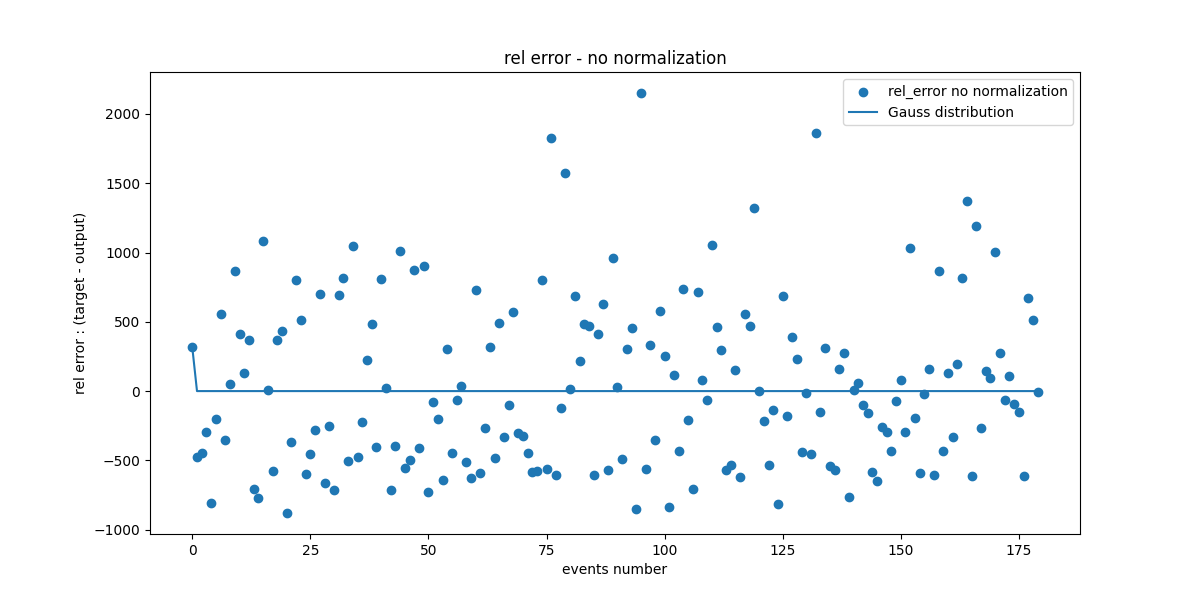 rel error - no normalization
rel_error no normalization
Gauss distribution
rel error : (target - output)
2000
1500
1000
500
0
−500
−1000
0 25 50 75 100 125 150 175
events number